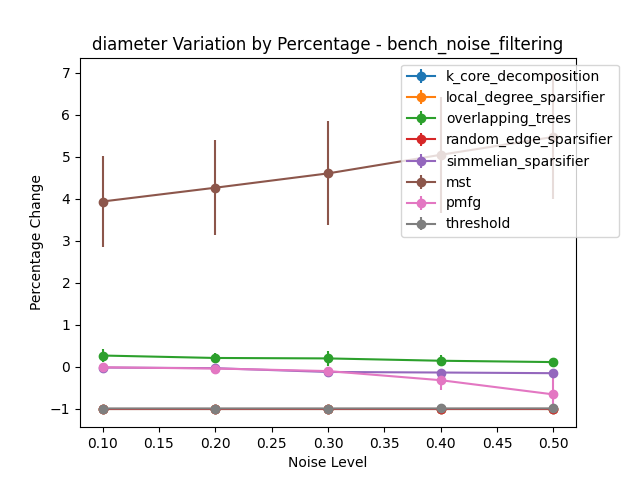 diameter Variation by Percentage - bench_noise_filtering
k_core_decomposition
local_degree_sparsifier
overlapping_trees
random_edge_sparsifier
simmelian_sparsifier
mst
pmfg
threshold
Percentage Change
7
6
5
4
3
2
1
0
−1
0.10 0.15 0.20 0.25 0.30 0.35 0.40 0.45 0.50
Noise Level